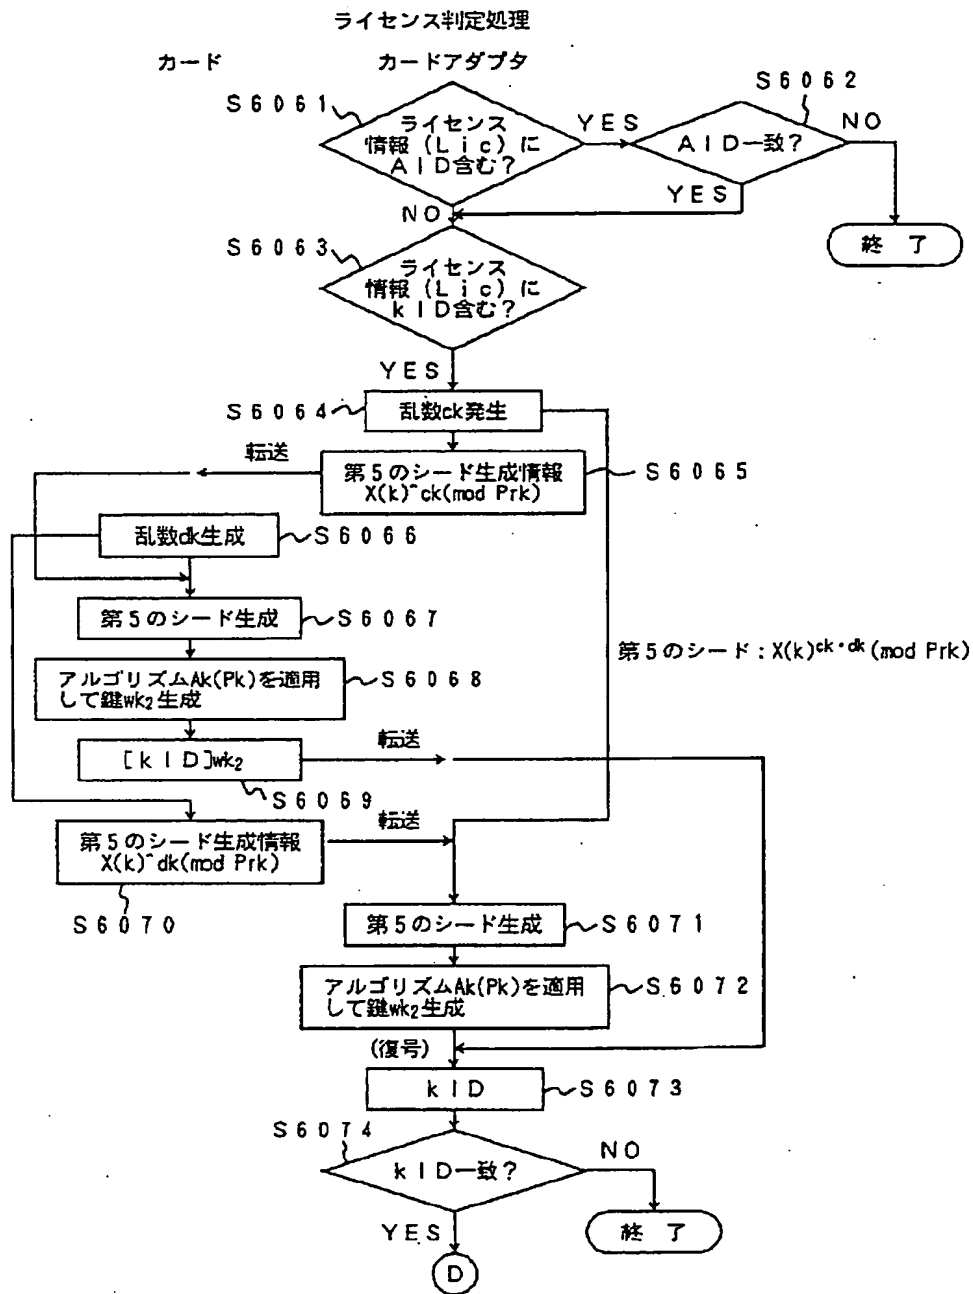 ライセンス判定処理
カード
カードアダプタ
S6061
S6062
ライセンス
情報(Lic)に
AID含む?
YES
AID一致?
NO
YES
NO
終 了
S6063
ライセンス
情報(Lic)に
kID含む?
YES
S6064
乱数ck発生
転送
第5のシード生成情報
X(k)^ck(mod Prk)
S6065
乱数dk生成
S6066
第5のシード生成
S6067
第5のシード:X(k)ck・dk(mod Prk)
アルゴリズムAk(Pk)を適用
して鍵wk2生成
S6068
転送
[kID]wk2
S6069
転送
第5のシード生成情報
X(k)^dk(mod Prk)
S6070
第5のシード生成
S6071
アルゴリズムAk(Pk)を適用
して鍵wk2生成
S6072
(復号)
kID
S6073
S6074
kID一致?
NO
YES
終 了
D